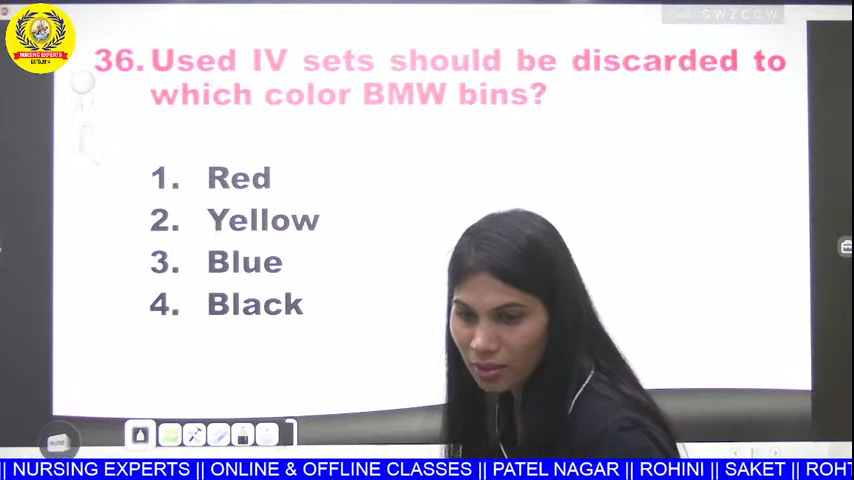 NURSING EXPERTS
36. Used IV sets should be discarded to
which color BMW bins?
1. Red
2. Yellow
3. Blue
4. Black
|| NURSING EXPERTS || ONLINE & OFFLINE CLASSES || PATEL NAGAR || ROHINI || SAKET || ROHT